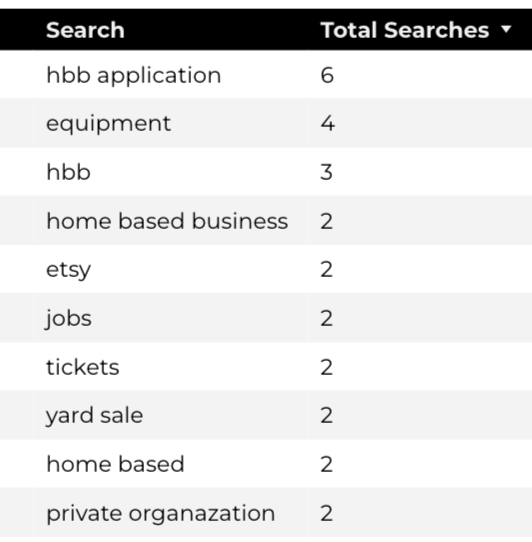 Search Total Searches ▼
hbb application 6
equipment 4
hbb 3
home based business 2
etsy 2
jobs 2
tickets 2
yard sale 2
home based 2
private organazation 2